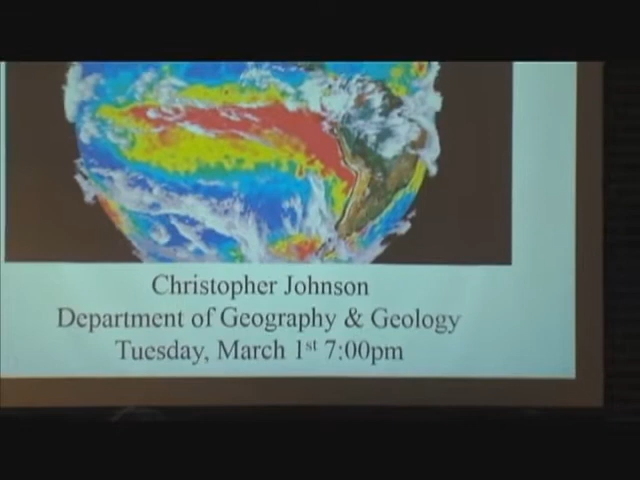 Christopher Johnson
Department of Geography & Geology
Tuesday, March 1st 7:00pm